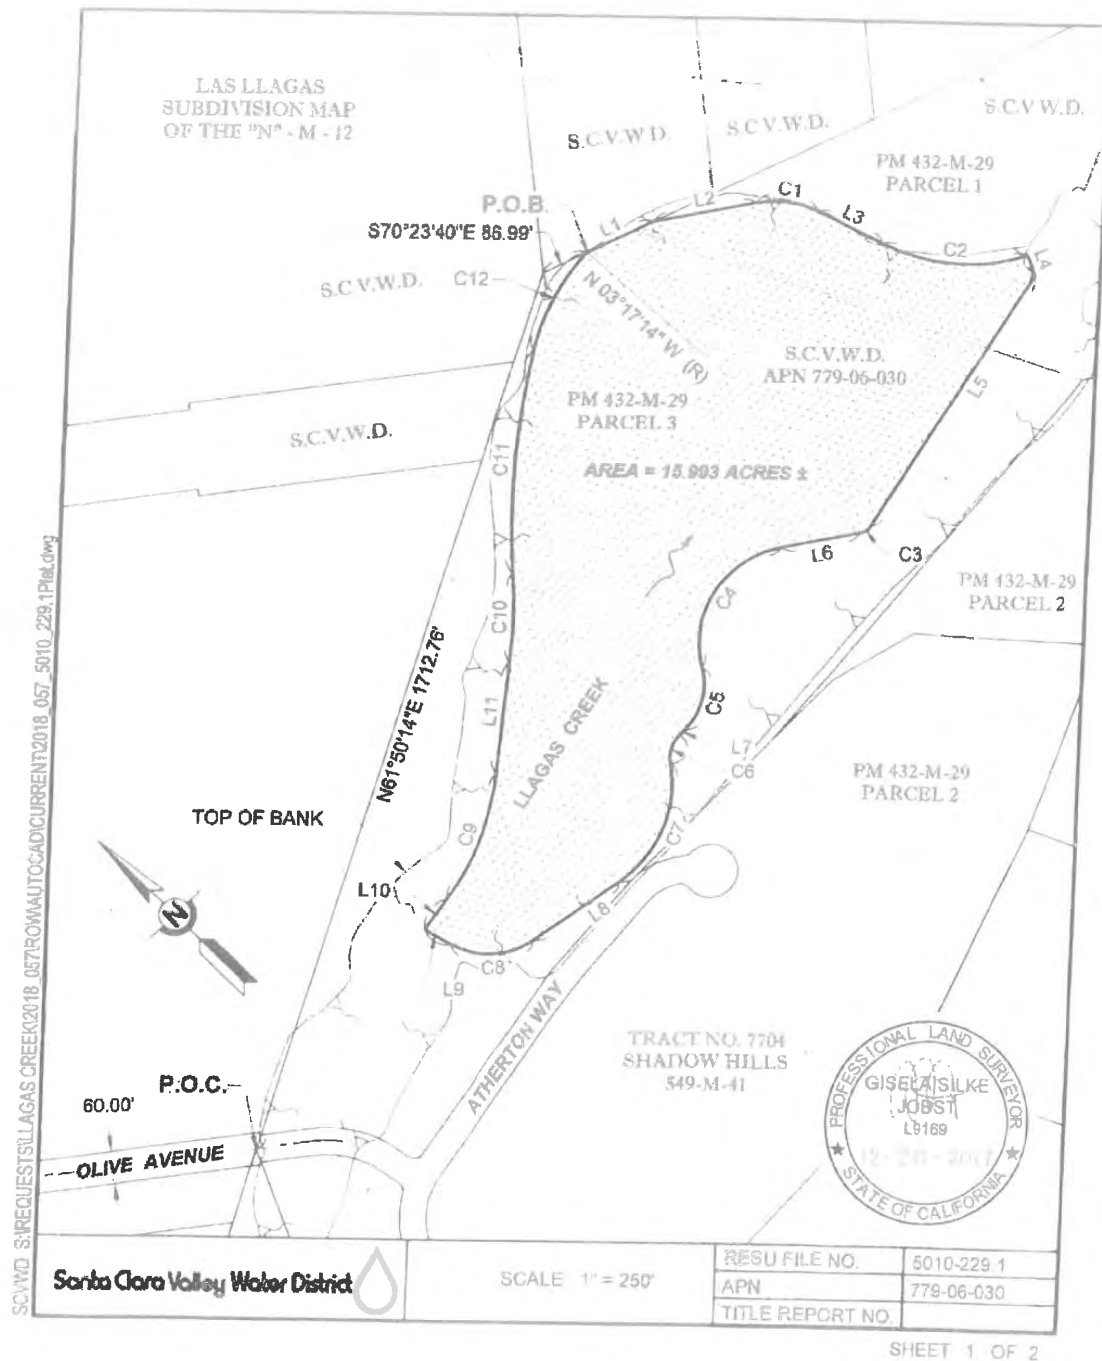 LAS LLAGAS
SUBDIVISION MAP
OF THE "N" - M - 12
S.C.V.W.D.
S.C.V.W.D.
S.C.V.W.D.
PM 432-M-29
PARCEL 1
P.O.B.
S70°23'40"E 86.99'
L1
L2
C1
L3
C2
L4
S.C.V.W.D.
C12
N 03°17'14" W (R)
S.C.V.W.D.
APN 779-06-030
L5
PM 432-M-29
PARCEL 3
S.C.V.W.D.
C11
AREA = 15.993 ACRES ±
L6
C3
PM 432-M-29
PARCEL 2
C4
C10
N61°50'14"E 1712.76'
L11
LLAGAS CREEK
C5
L7
C6
PM 432-M-29
PARCEL 2
TOP OF BANK
C9
C7
L10
L8
C8
L9
N
ATHERTON WAY
TRACT NO. 7704
SHADOW HILLS
549-M-41
PROFESSIONAL LAND SURVEYOR
GISELA SILKE
JOBST
L9169
STATE OF CALIFORNIA
P.O.C.
60.00'
OLIVE AVENUE
SCVWD S:\REQUESTS\LLAGAS CREEK\2018_057\ROW\AUTOCAD\CURRENT\2018_057_5010_229.1Plat.dwg
Santa Clara Valley Water District
SCALE 1" = 250'
RESU FILE NO. 5010-229.1
APN 779-06-030
TITLE REPORT NO.
SHEET 1 OF 2